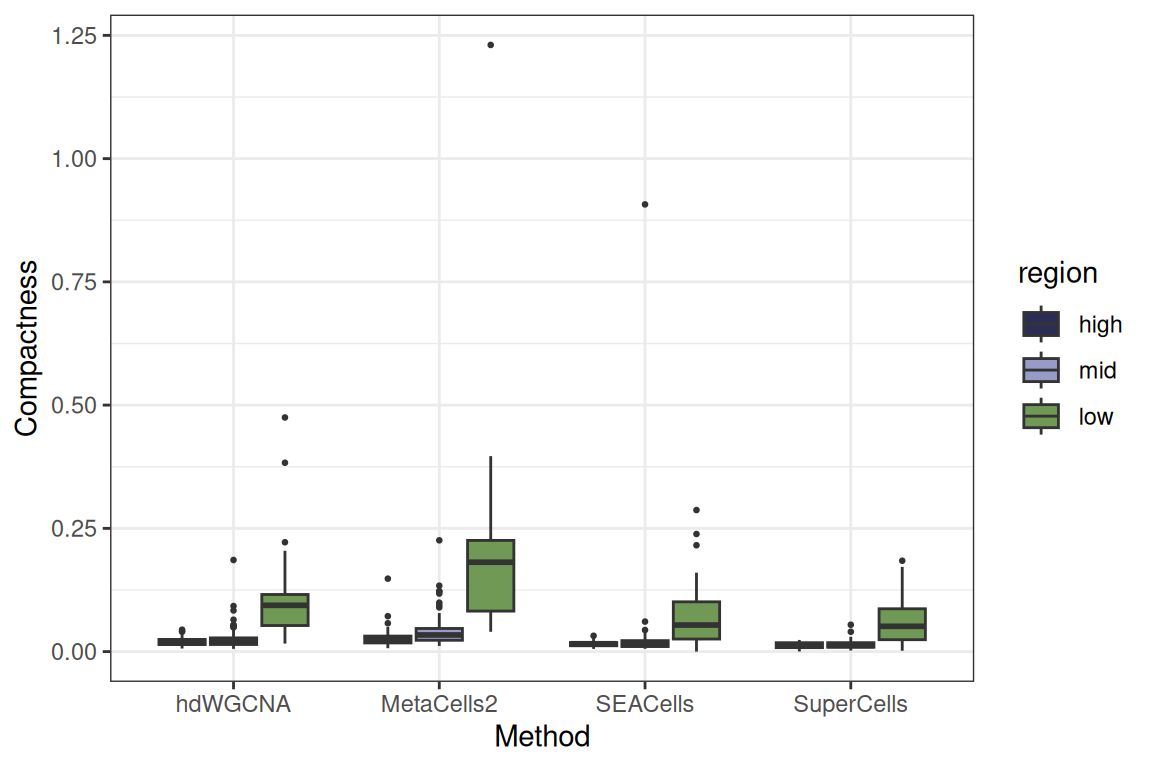 1.25
1.00
0.75
0.50
0.25
0.00
Compactness
hdWGCNA
MetaCells2
SEACells
SuperCells
Method
region
high
mid
low